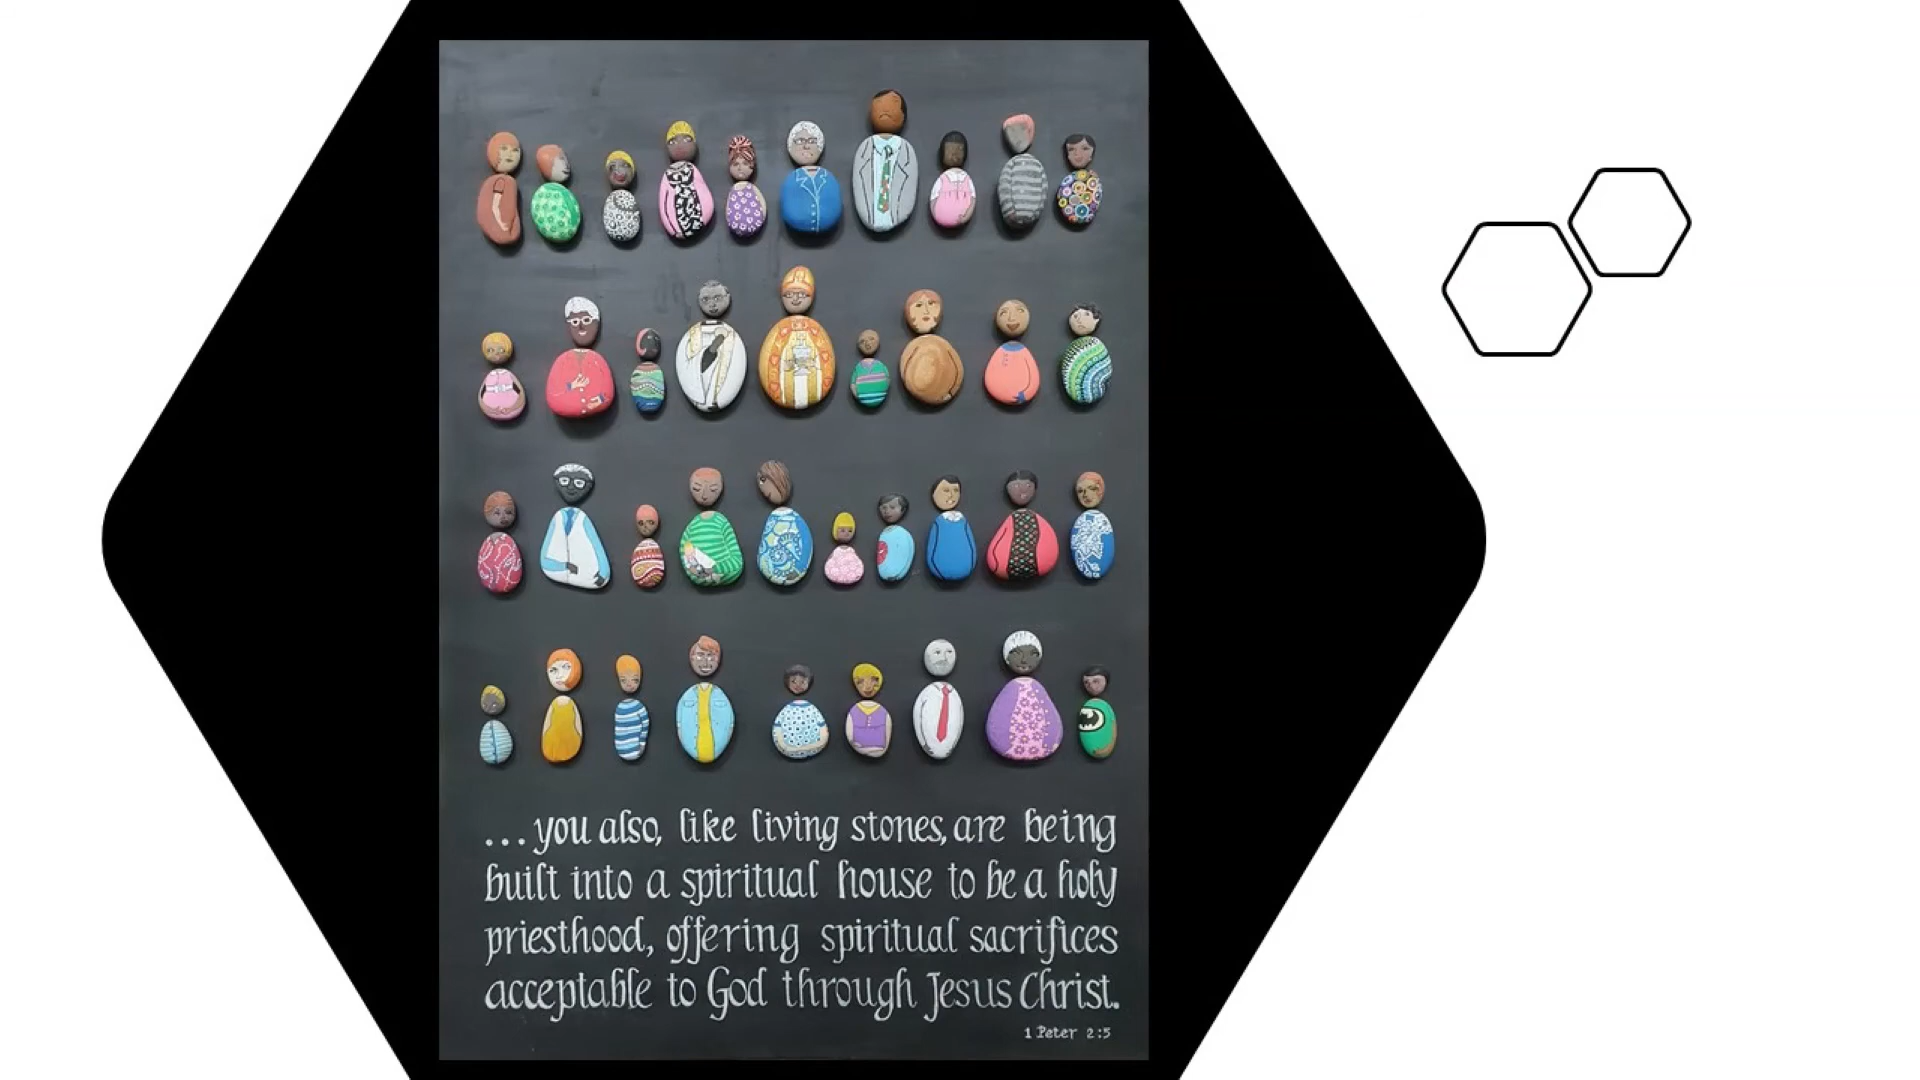 ...you also, like living stones, are being
built into a spiritual house to be a holy
priesthood, offering spiritual sacrifices
acceptable to God through Jesus Christ.
1 Peter 2:5